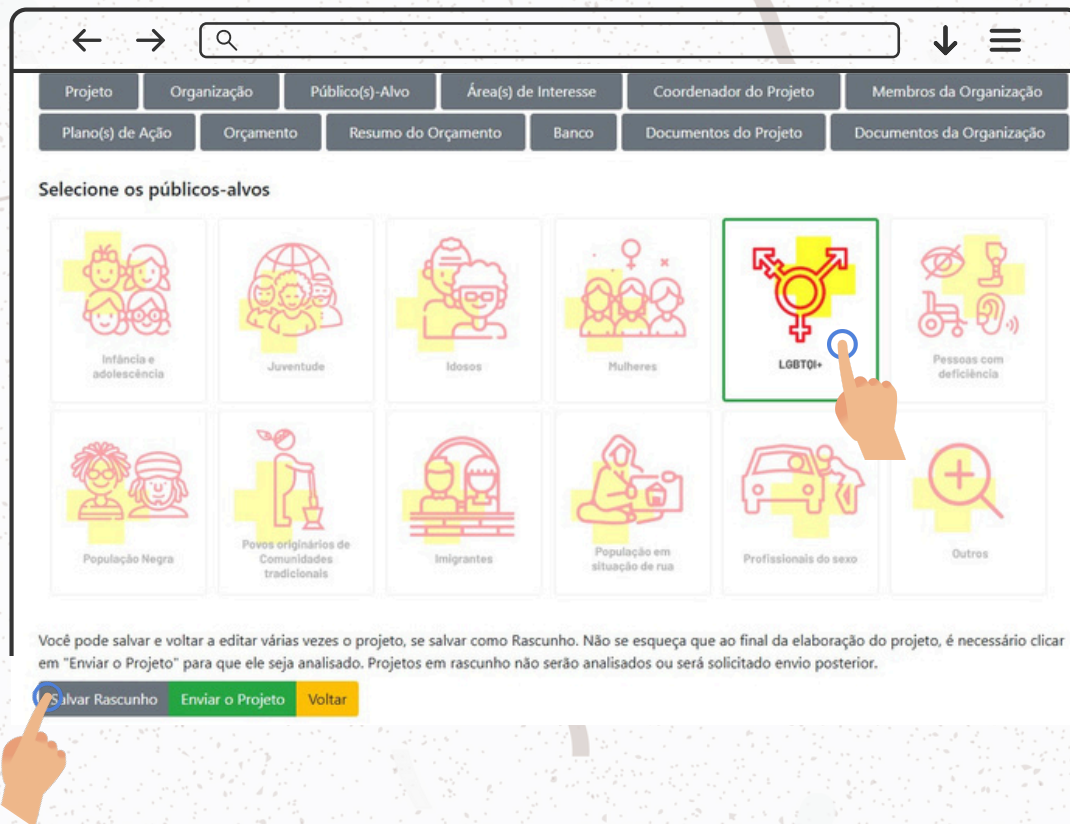 Projeto Organização Público(s)-Alvo Área(s) de Interesse Coordenador do Projeto Membros da Organização
Plano(s) de Ação Orçamento Resumo do Orçamento Banco Documentos do Projeto Documentos da Organização
Selecione os públicos-alvos
Infância e
adolescência
Juventude
Idosos
Mulheres
LGBTQI+
Pessoas com
deficiência
População Negra
Povos originários de
Comunidades
tradicionais
Imigrantes
População em
situação de rua
Profissionais do sexo
Outros
Você pode salvar e voltar a editar várias vezes o projeto, se salvar como Rascunho. Não se esqueça que ao final da elaboração do projeto, é necessário clicar
em "Enviar o Projeto" para que ele seja analisado. Projetos em rascunho não serão analisados ou será solicitado envio posterior.
Salvar Rascunho Enviar o Projeto Voltar